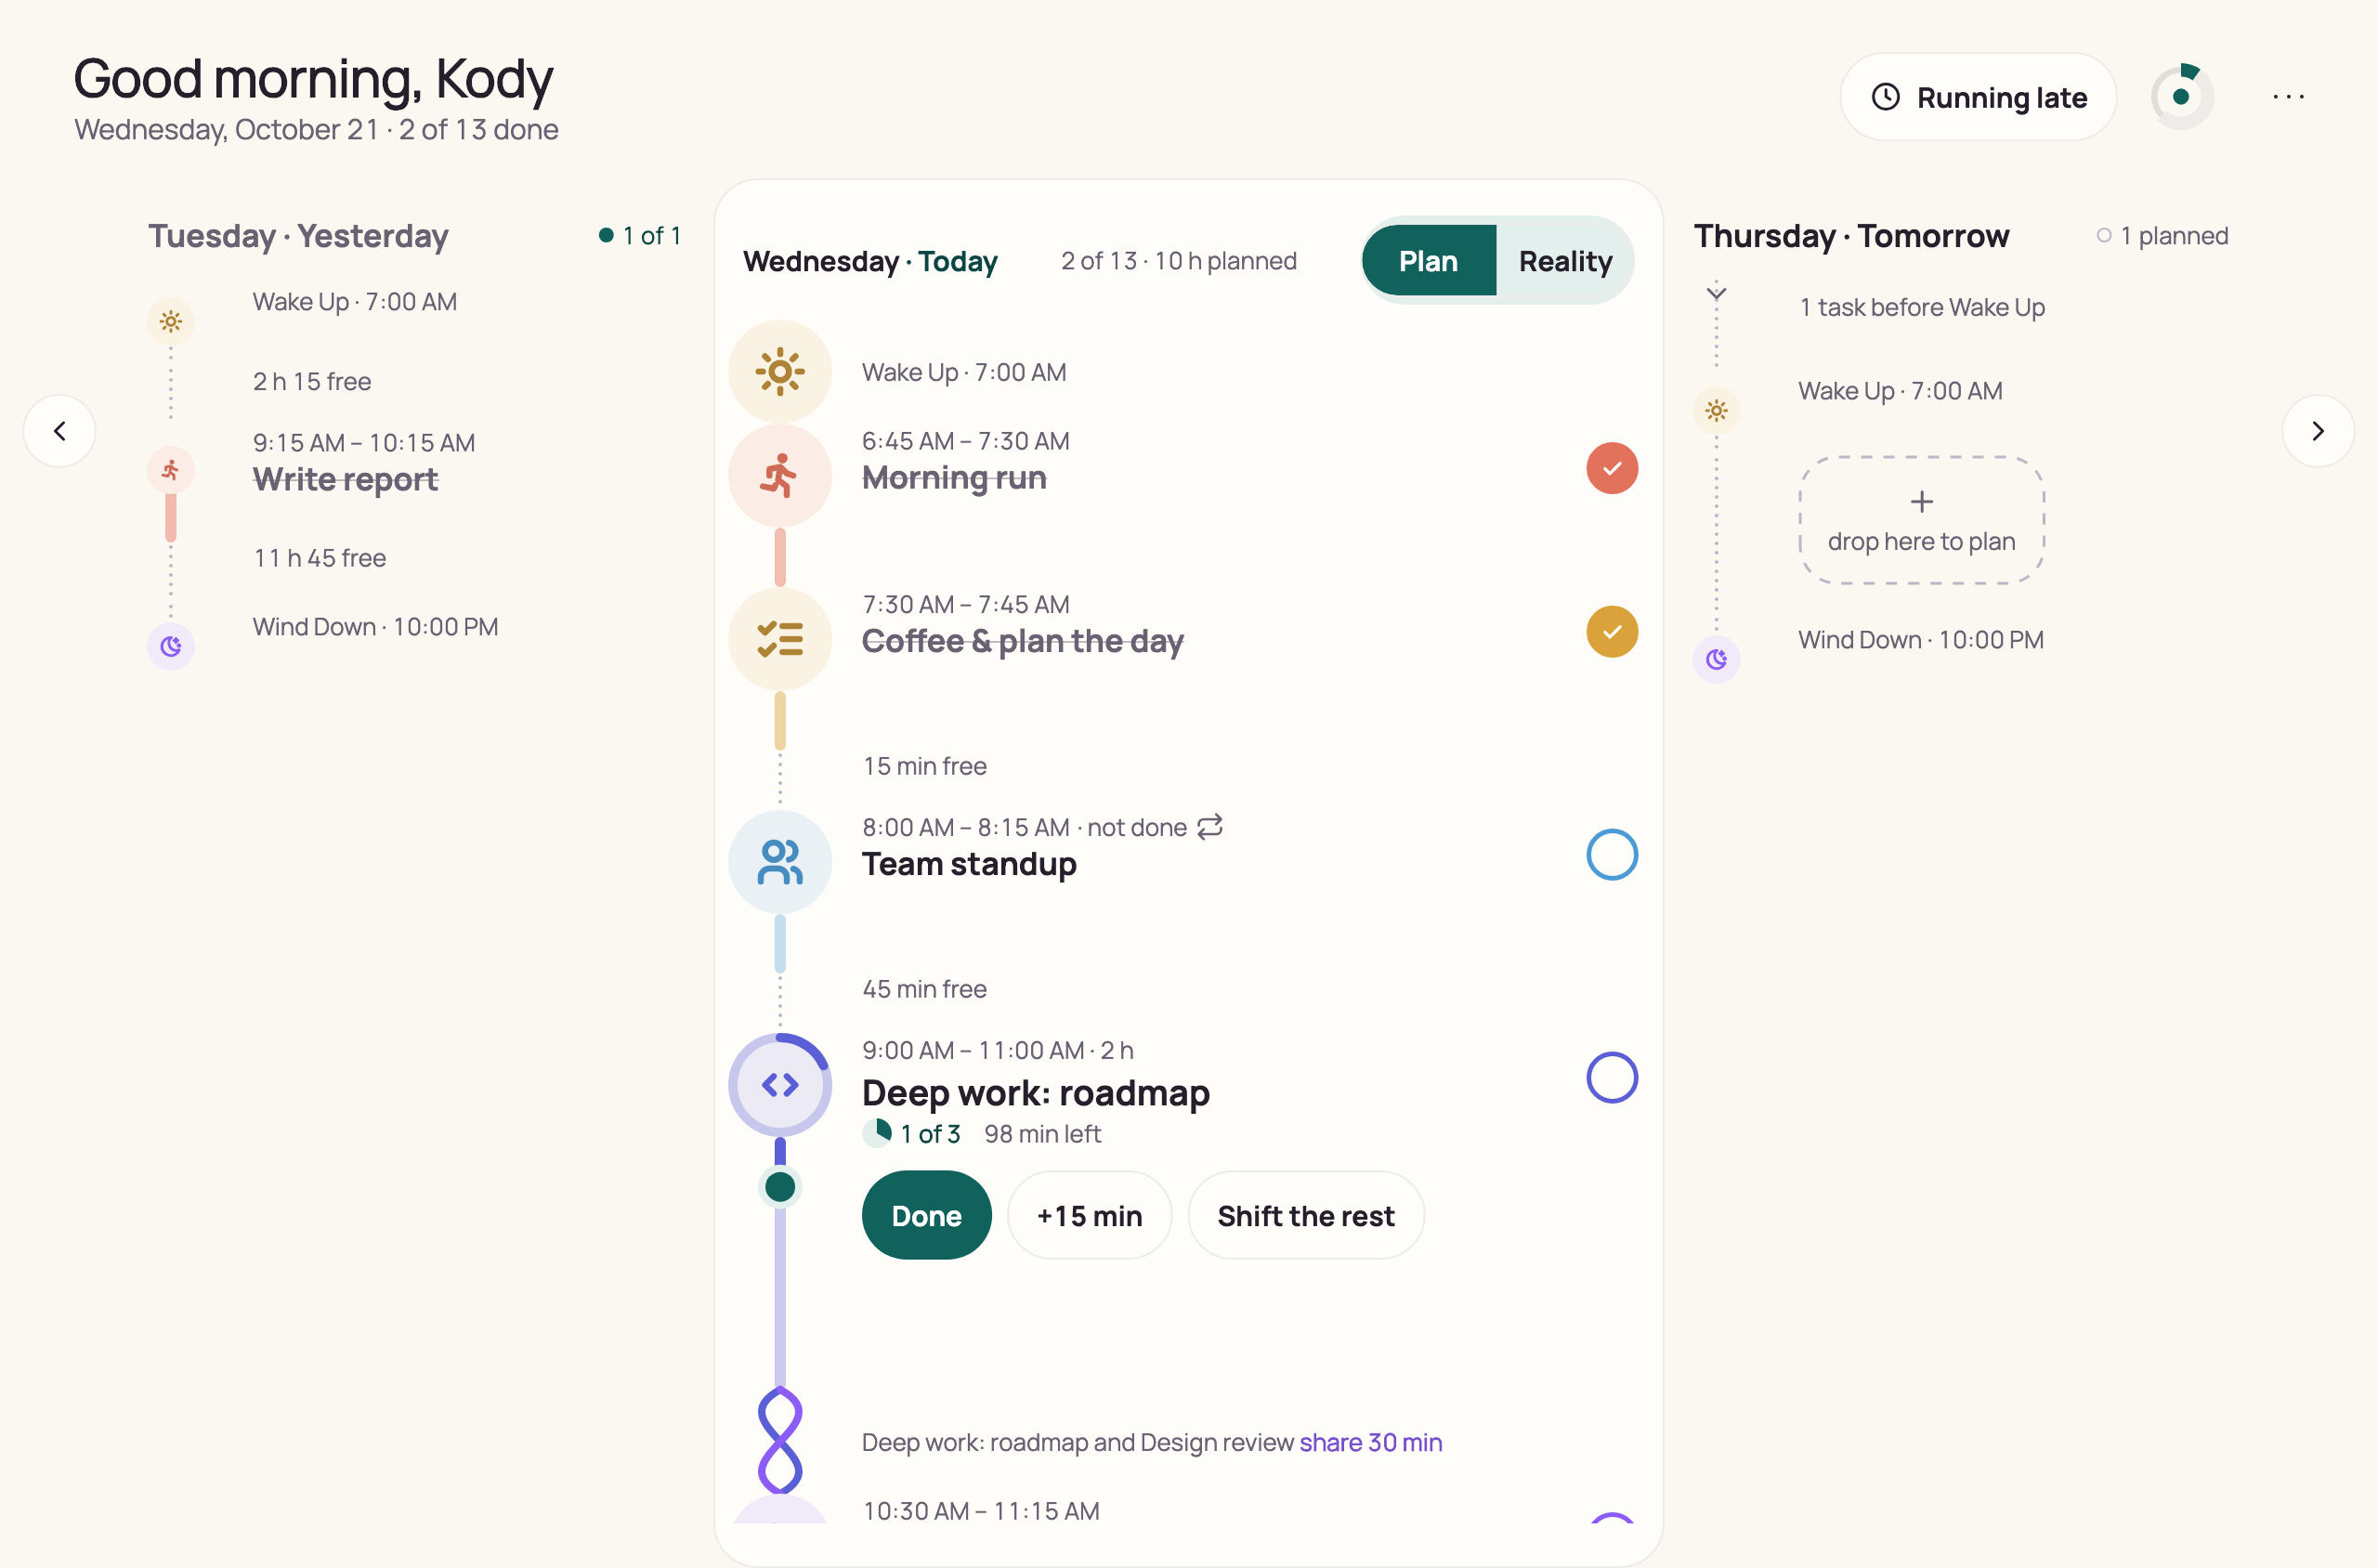 Good morning, Kody
Wednesday, October 21 · 2 of 13 done
Running late
Tuesday · Yesterday
1 of 1
Wake Up · 7:00 AM
2 h 15 free
9:15 AM – 10:15 AM
Write report
11 h 45 free
Wind Down · 10:00 PM
Wednesday · Today
2 of 13 · 10 h planned
Plan
Reality
Wake Up · 7:00 AM
6:45 AM – 7:30 AM
Morning run
7:30 AM – 7:45 AM
Coffee & plan the day
15 min free
8:00 AM – 8:15 AM · not done
Team standup
45 min free
9:00 AM – 11:00 AM · 2 h
Deep work: roadmap
1 of 3 98 min left
Done
+15 min
Shift the rest
Deep work: roadmap and Design review share 30 min
10:30 AM – 11:15 AM
Thursday · Tomorrow
1 planned
1 task before Wake Up
Wake Up · 7:00 AM
drop here to plan
Wind Down · 10:00 PM